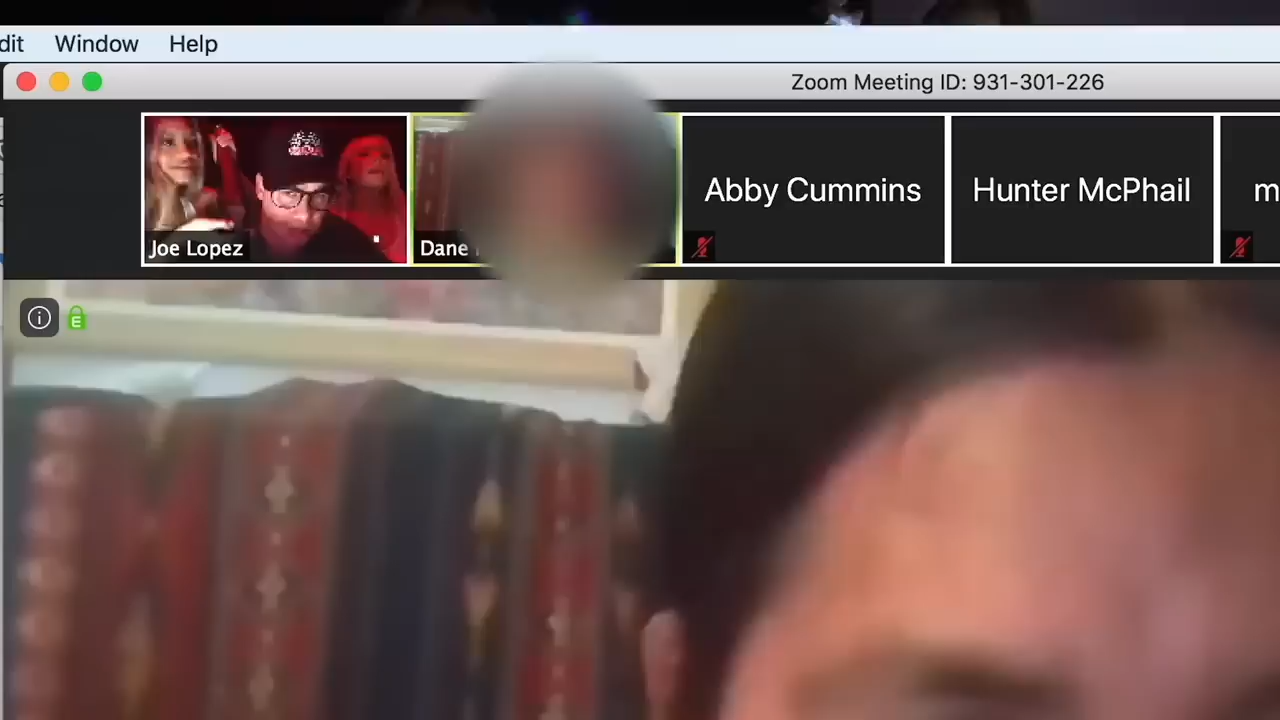 dit Window Help
Zoom Meeting ID: 931-301-226
Joe Lopez
Dane
Abby Cummins
Hunter McPhail
m